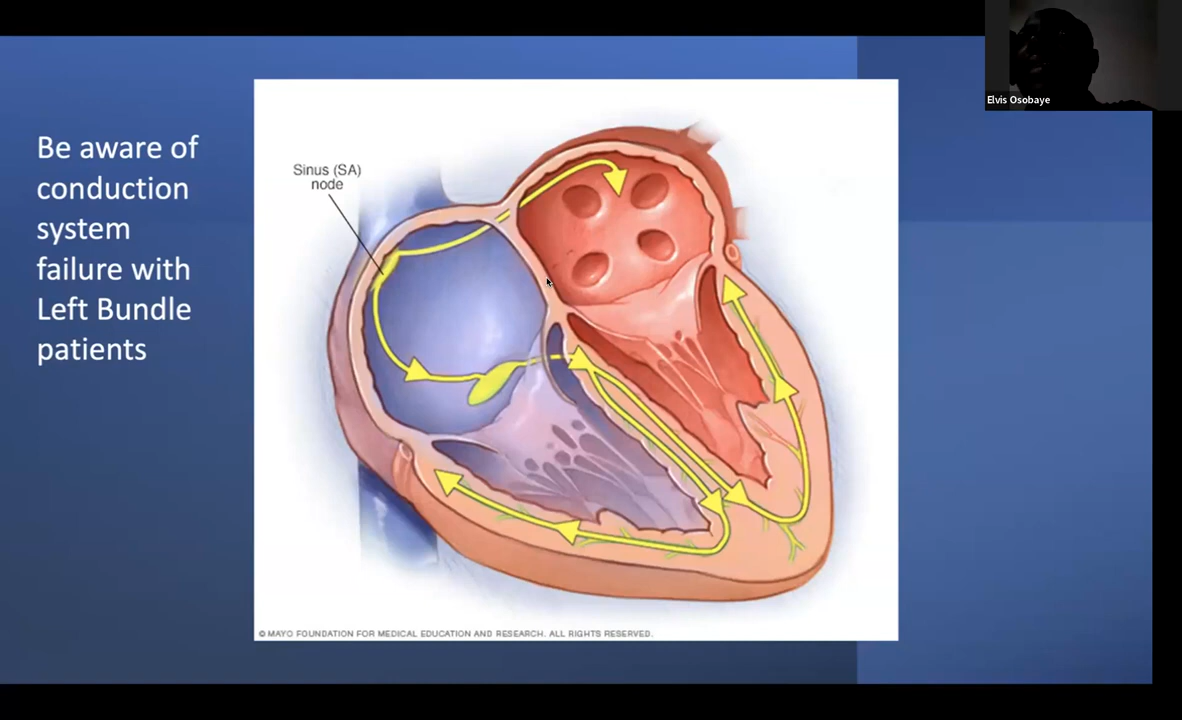 Be aware of
conduction
system
failure with
Left Bundle
patients
Sinus (SA)
node
© MAYO FOUNDATION FOR MEDICAL EDUCATION AND RESEARCH. ALL RIGHTS RESERVED.
Elvis Osobaye